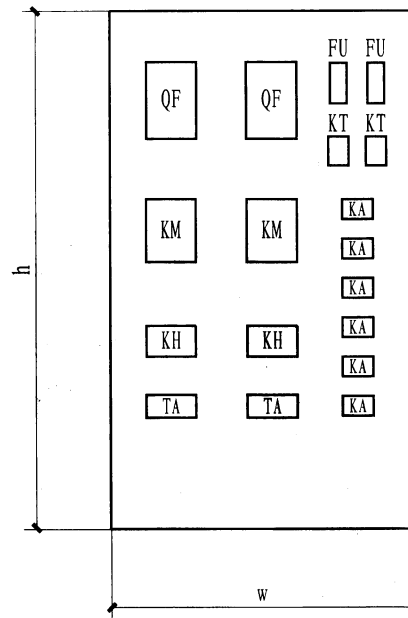 FU FU
QF QF
KT KT
KM KM KA
KA
KA
KH KH KA
KA
TA TA KA
h
w